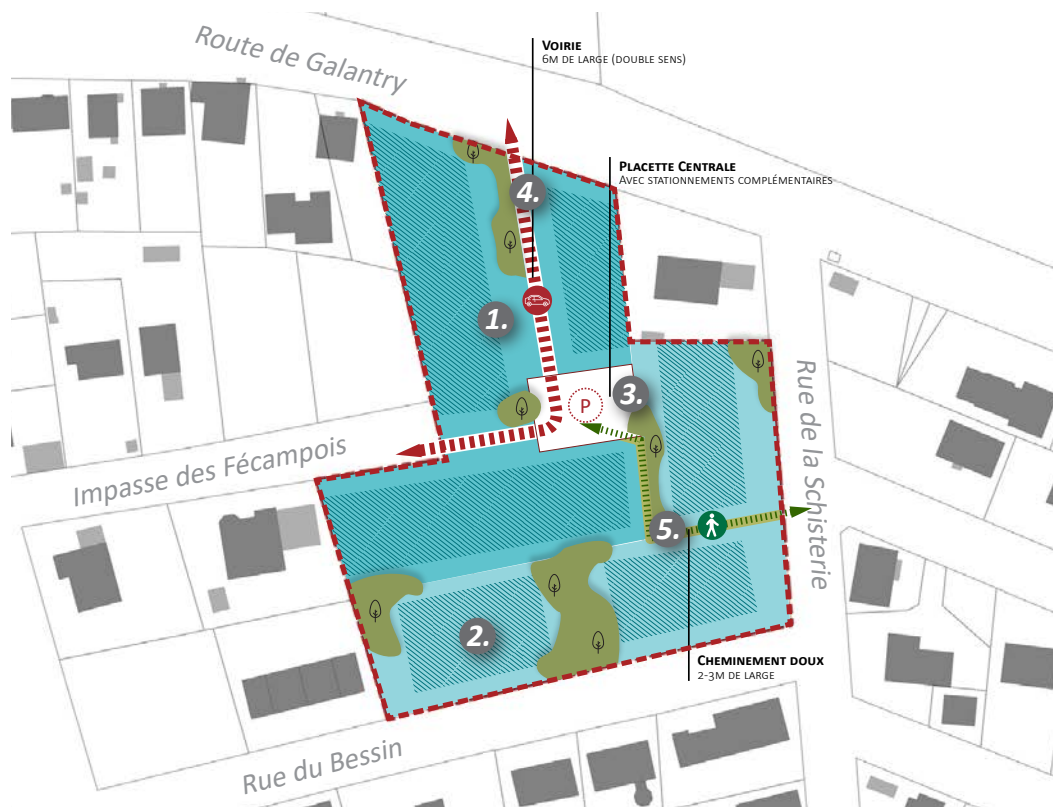 Route de Galantry
VOIRIE
6M DE LARGE (DOUBLE SENS)
PLACETTE CENTRALE
AVEC STATIONNEMENTS COMPLÉMENTAIRES
4.
1.
3.
P
Impasse des Fécampois
Rue de la Schisterie
5.
2.
CHEMINEMENT DOUX
2-3M DE LARGE
Rue du Bessin